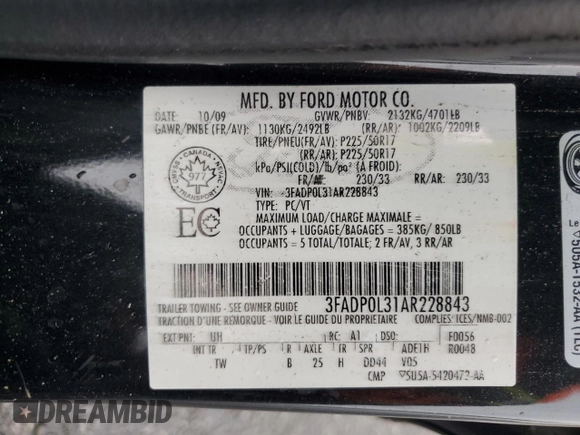 MFD. BY FORD MOTOR CO.
DATE: 10/09 GVWR/PNBV: 2132KG/4701LB
GAWR/PNBE (FR/AV): 1130KG/2492LB (RR/AR): 1002KG/2209LB
TIRE/PNEU(FR/AV): P225/50R17
(RR/AR): P225/50R17
kPa/PSI(COLD)/lb/po² (A FROID):
FR/AV: 230/33 RR/AR: 230/33
VIN: 3FADP0L31AR228843
TYPE: PC/VT
MAXIMUM LOAD/CHARGE MAXIMALE =
OCCUPANTS + LUGGAGE/BAGAGES = 385KG/ 850LB
OCCUPANTS = 5 TOTAL/TOTALE; 2 FR/AV, 3 RR/AR
CANADA
977
TRANSPORT
EC
TRAILER TOWING - SEE OWNER GUIDE 3FADP0L31AR228843
TRACTION D'UNE REMORQUE - VOIR LE GUIDE DU PROPRIETAIRE COMPLIES ICES/NMB-002
EXT PNT: UH RC: A1 DSO: F0056
INT TR TP/PS R AXLE TR SPR ADE1H R0048
TW B 25 H DD44 V05
CMP 5U5A-5420472-AA
DREAMBID